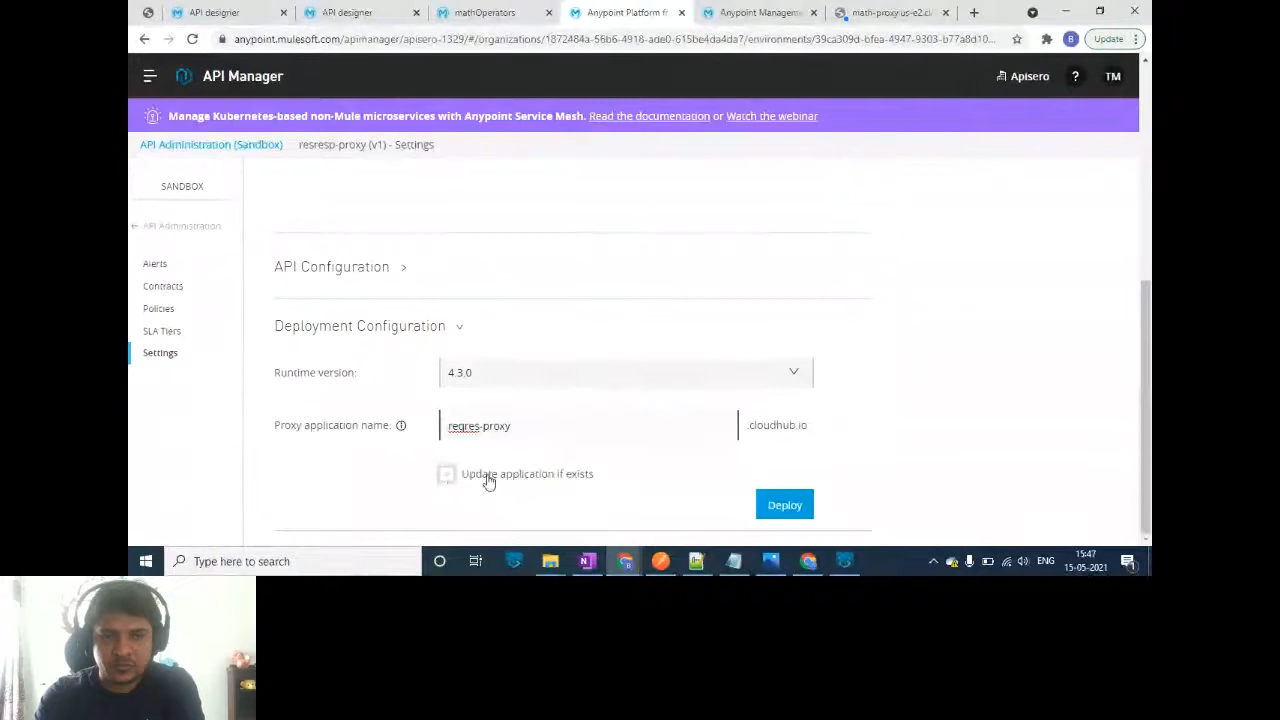 API designer
API designer
mathOperators
Anypoint Platform fr
Anypoint Managem
math-proxy.us-e2.cl
anypoint.mulesoft.com/apimanager/apisero-1329/#/organizations/1872484a-56b6-4918-ade0-615be4da4da7/environments/39ca309d-bfea-4947-9303-b77a8d10...
B
Update
API Manager
Apisero
?
TM
Manage Kubernetes-based non-Mule microservices with Anypoint Service Mesh. Read the documentation or Watch the webinar
API Administration (Sandbox)
resresp-proxy (v1) - Settings
SANDBOX
← API Administration
Alerts
Contracts
Policies
SLA Tiers
Settings
API Configuration >
Deployment Configuration
Runtime version:
4.3.0
Proxy application name:
reqres-proxy
.cloudhub.io
Update application if exists
Deploy
Type here to search
ENG
15:47
15-05-2021
1